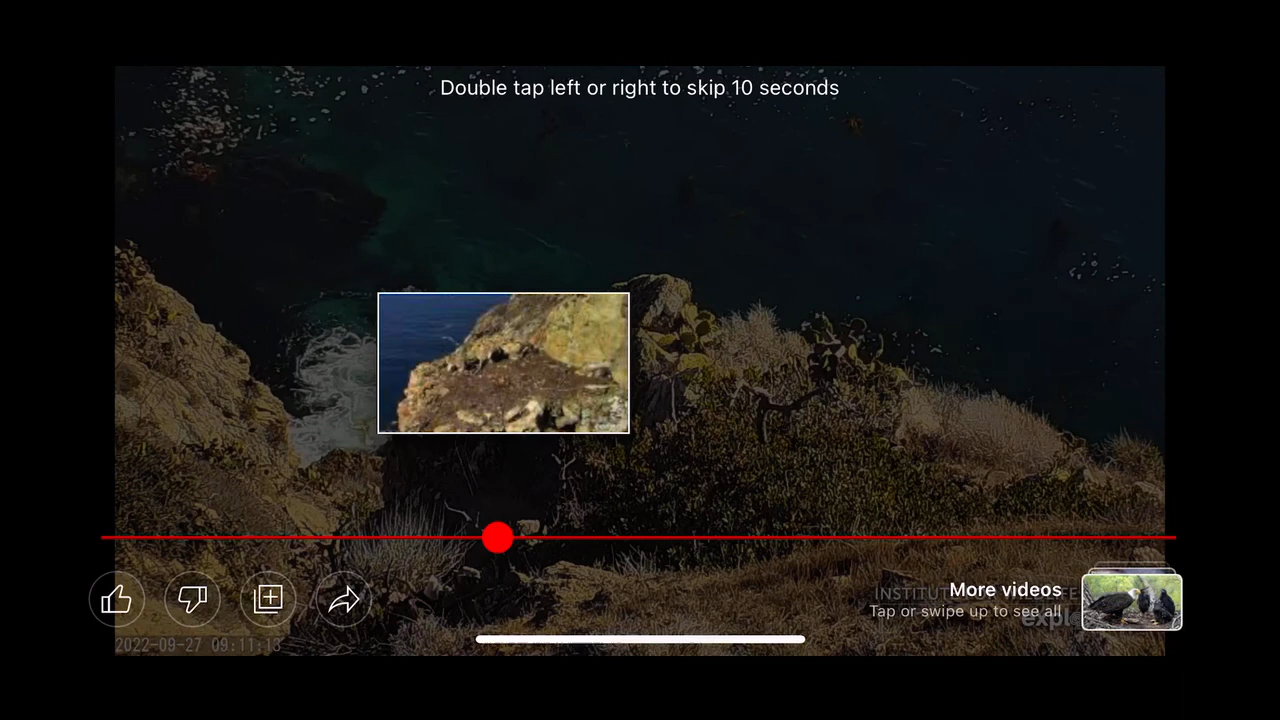 Double tap left or right to skip 10 seconds
More videos
Tap or swipe up to see all
2022-09-27 09:11:13